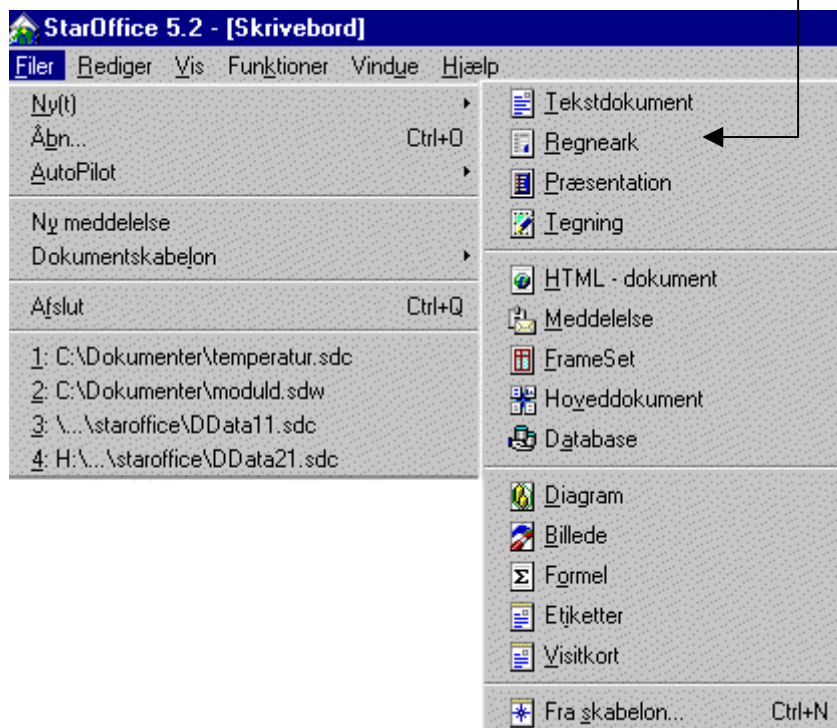 StarOffice 5.2 - [Skrivebord]
Filer Rediger Vis Funktioner Vindue Hjælp
Ny(t)
Åbn... Ctrl+O
AutoPilot
Ny meddelelse
Dokumentskabelon
Afslut Ctrl+Q
1: C:\Dokumenter\temperatur.sdc
2: C:\Dokumenter\moduld.sdw
3: \...\staroffice\DData11.sdc
4: H:\...\staroffice\DData21.sdc
Tekstdokument
Regneark
Præsentation
Tegning
HTML - dokument
Meddelelse
FrameSet
Hoveddokument
Database
Diagram
Billede
Formel
Etiketter
Visitkort
Fra skabelon... Ctrl+N